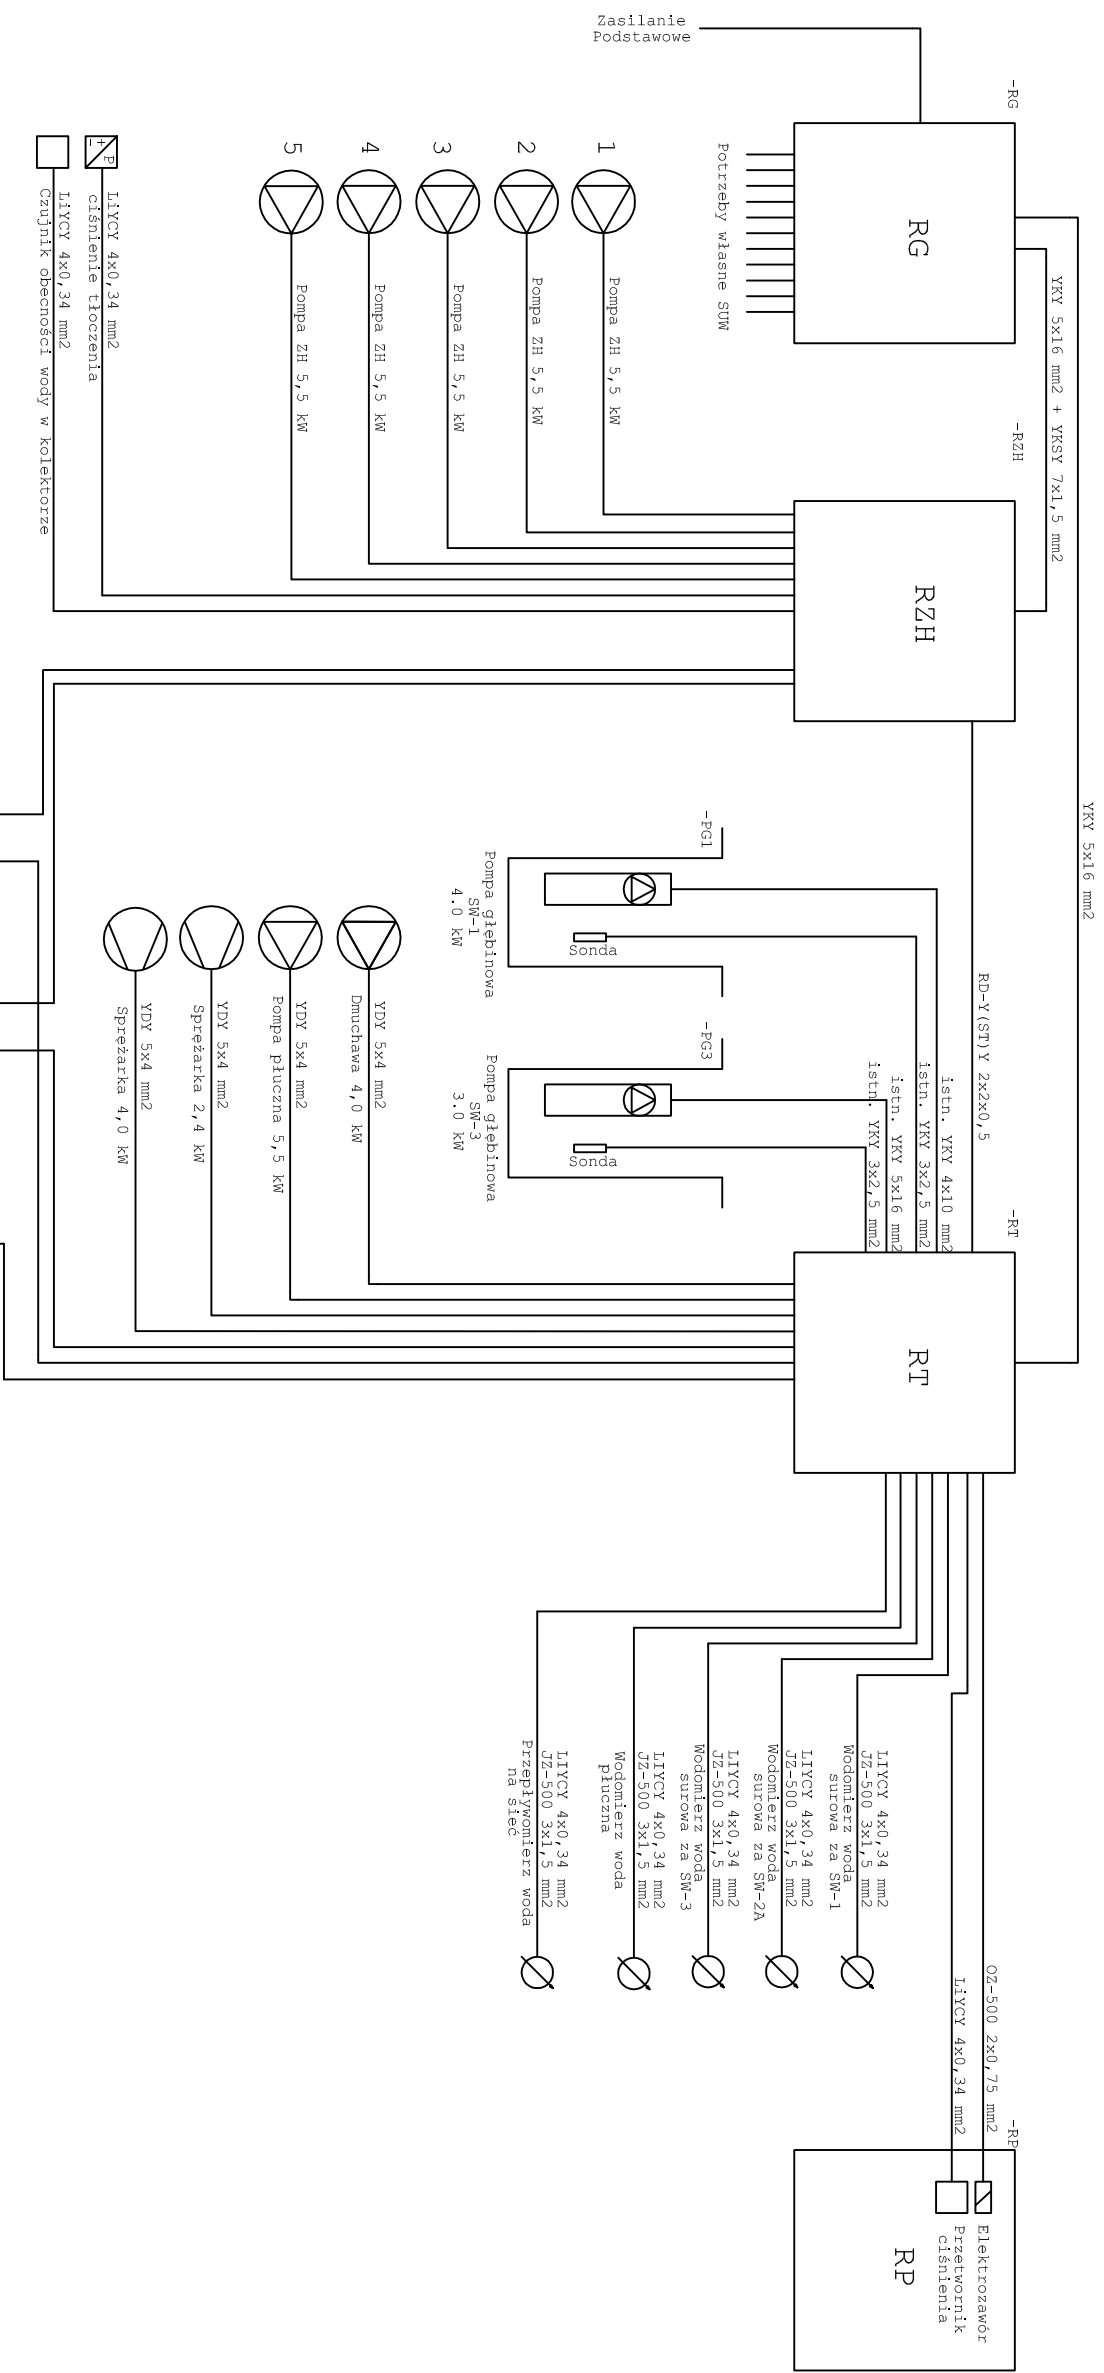 Zasilanie
Podstawowe
-RG
RG
Potrzeby własne SUW
YKY 5x16 mm2 + YKSY 7x1,5 mm2
YKY 5x16 mm2
-RZH
RZH
1
2
3
4
5
Pompa ZH 5,5 kW
Pompa ZH 5,5 kW
Pompa ZH 5,5 kW
Pompa ZH 5,5 kW
Pompa ZH 5,5 kW
+
-
P
LiYCY 4x0,34 mm2
ciśnienie tłoczenia
LiYCY 4x0,34 mm2
Czujnik obecności wody w kolektorze
RD-Y(ST)Y 2x2x0,5
-PG1
Pompa głębinowa
SW-1
4.0 kW
Sonda
-PG3
Pompa głębinowa
SW-3
3.0 kW
Sonda
istn. YKY 4x10 mm2
istn. YKY 3x2,5 mm2
istn. YKY 5x16 mm2
istn. YKY 3x2,5 mm2
YDY 5x4 mm2
Dmuchawa 4,0 kW
YDY 5x4 mm2
Pompa płuczna 5,5 kW
YDY 5x4 mm2
Sprężarka 2,4 kW
YDY 5x4 mm2
Sprężarka 4,0 kW
-RT
RT
LIYCY 4x0,34 mm2
JZ-500 3x1,5 mm2
Wodomierz woda
surowa za SW-1
LIYCY 4x0,34 mm2
JZ-500 3x1,5 mm2
Wodomierz woda
surowa za SW-2A
LIYCY 4x0,34 mm2
JZ-500 3x1,5 mm2
Wodomierz woda
surowa za SW-3
LIYCY 4x0,34 mm2
JZ-500 3x1,5 mm2
Wodomierz woda
płuczna
LIYCY 4x0,34 mm2
JZ-500 3x1,5 mm2
Przepływomierz woda
na sieć
OZ-500 2x0,75 mm2
LiYCY 4x0,34 mm2
-RP
Elektrozawór
Przetwornik
ciśnienia
RP